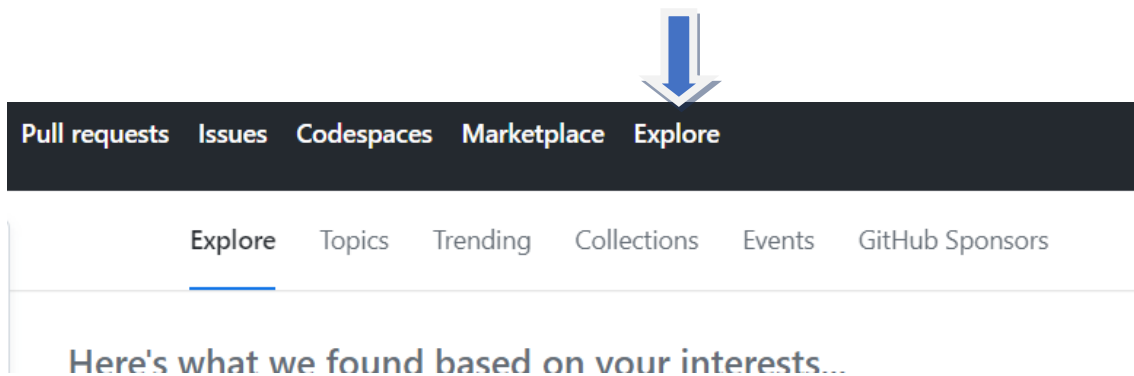 Pull requests Issues Codespaces Marketplace Explore
Explore Topics Trending Collections Events GitHub Sponsors
Here's what we found based on your interests...